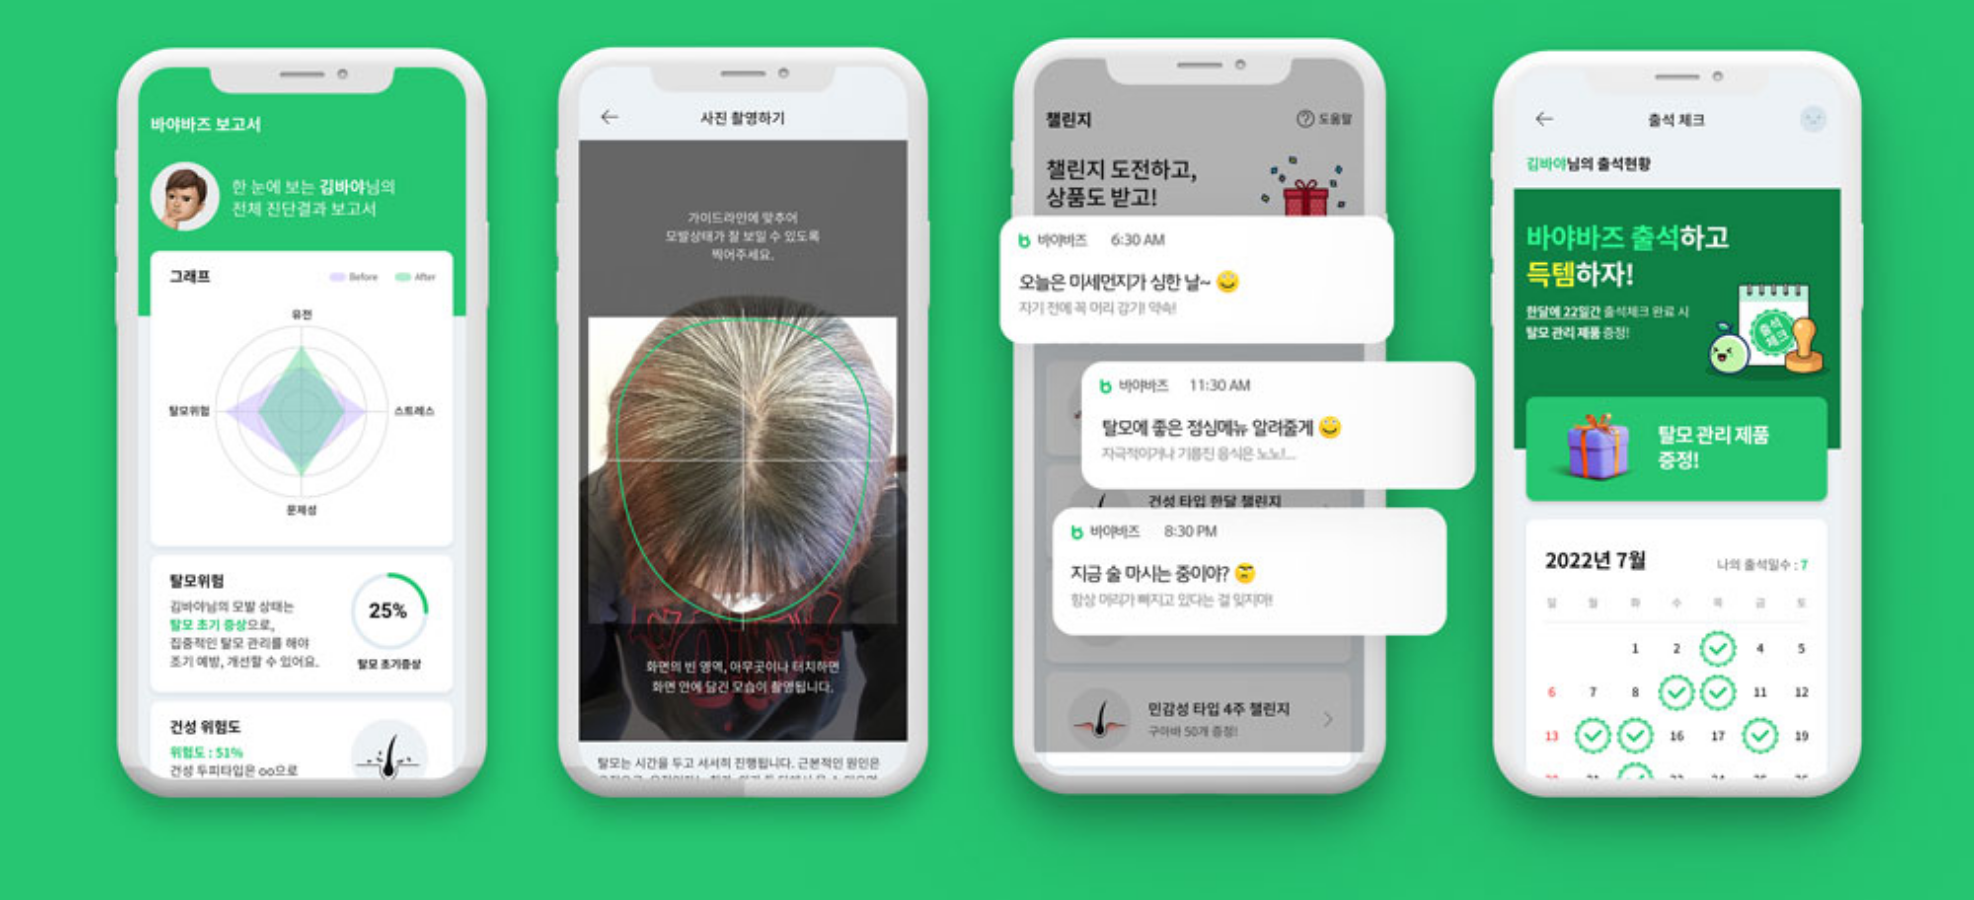 바야바즈 보고서
한 눈에 보는 김바야님의
전체 진단결과 보고서
그래프
Before
After
유전
탈모위험
스트레스
문제성
탈모위험
김바야님의 모발 상태는
탈모 초기 증상으로,
집중적인 탈모 관리를 해야
조기 예방, 개선할 수 있어요.
25%
탈모 초기증상
건성 위험도
위험도 : 51%
건성 두피타입은 oo으로
사진 촬영하기
가이드라인에 맞추어
모발상태가 잘 보일 수 있도록
찍어주세요.
화면의 빈 영역, 아무곳이나 터치하면
화면 안에 담긴 모습이 촬영됩니다.
탈모는 시간을 두고 서서히 진행됩니다. 근본적인 원인은
챌린지
도움말
챌린지 도전하고,
상품도 받고!
바야바즈 6:30 AM
오늘은 미세먼지가 심한 날~
자기 전에 꼭 머리 감기! 약속!
바야바즈 11:30 AM
탈모에 좋은 점심메뉴 알려줄게
자극적이거나 기름진 음식은 노노!...
건성 타입 한달 챌린지
바야바즈 8:30 PM
지금 술 마시는 중이야?
항상 머리가 빠지고 있다는 걸 잊지마!
민감성 타입 4주 챌린지
구아바 50개 증정!
출석 체크
김바야님의 출석현황
바야바즈 출석하고
득템하자!
한달에 22일간 출석체크 완료 시
탈모 관리 제품 증정!
출석
체크
탈모 관리 제품
증정!
2022년 7월
나의 출석일수 : 7
일 월 화 수 목 금 토
1 2 4 5
6 7 8 11 12
13 16 17 19